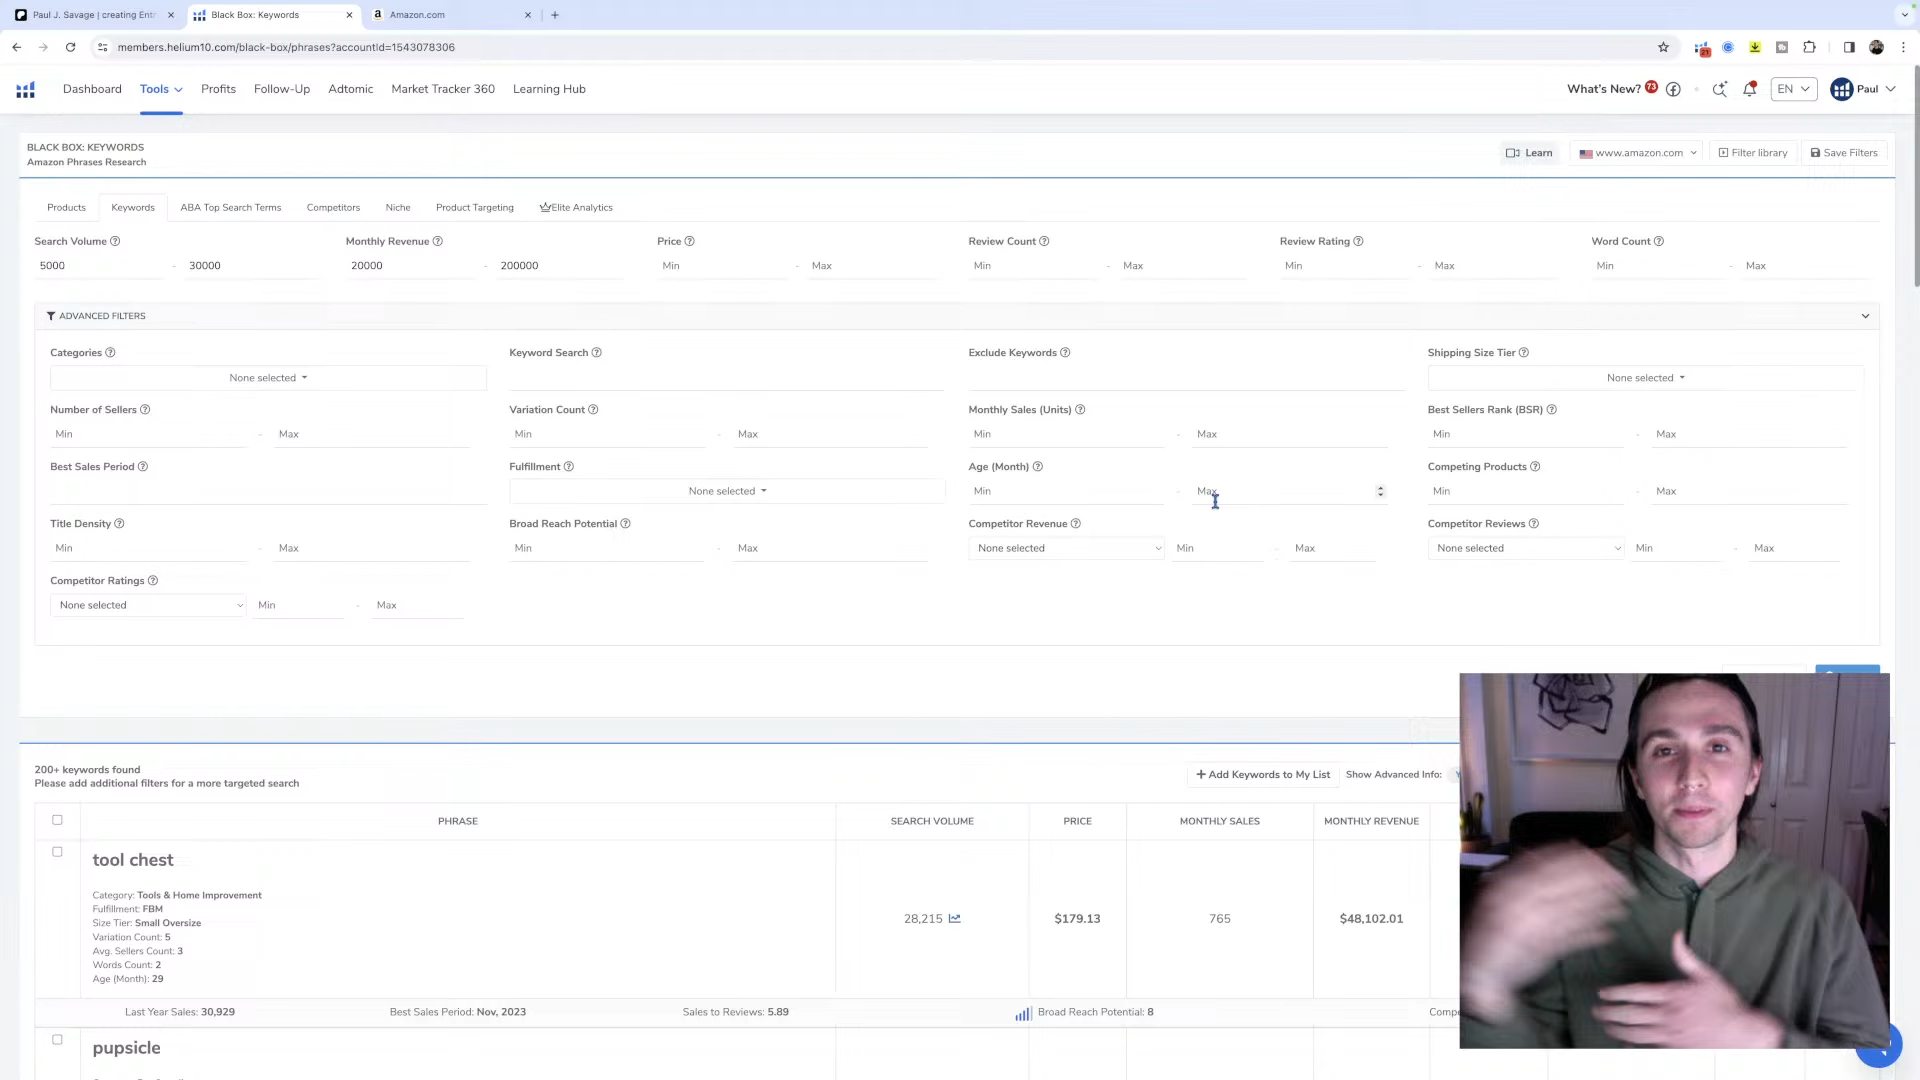 Paul J. Savage | creating Entr
Black Box: Keywords
Amazon.com
members.helium10.com/black-box/phrases?accountId=1543078306
21
Dashboard
Tools
Profits
Follow-Up
Adtomic
Market Tracker 360
Learning Hub
What's New? 73
EN
Paul
BLACK BOX: KEYWORDS
Amazon Phrases Research
Learn
www.amazon.com
Filter library
Save Filters
Products
Keywords
ABA Top Search Terms
Competitors
Niche
Product Targeting
Elite Analytics
Search Volume
Monthly Revenue
Price
Review Count
Review Rating
Word Count
5000 - 30000
20000 - 200000
Min - Max
Min - Max
Min - Max
Min - Max
ADVANCED FILTERS
Categories
Keyword Search
Exclude Keywords
Shipping Size Tier
None selected
None selected
Number of Sellers
Variation Count
Monthly Sales (Units)
Best Sellers Rank (BSR)
Min - Max
Min - Max
Min - Max
Min - Max
Best Sales Period
Fulfillment
Age (Month)
Competing Products
None selected
Min - Max
Min - Max
Title Density
Broad Reach Potential
Competitor Revenue
Competitor Reviews
Min - Max
Min - Max
None selected
Min - Max
None selected
Min - Max
Competitor Ratings
None selected
Min - Max
200+ keywords found
Please add additional filters for a more targeted search
+ Add Keywords to My List
Show Advanced Info:
PHRASE
SEARCH VOLUME
PRICE
MONTHLY SALES
MONTHLY REVENUE
tool chest
Category: Tools & Home Improvement
Fulfillment: FBM
Size Tier: Small Oversize
Variation Count: 5
Avg. Sellers Count: 3
Words Count: 2
Age (Month): 29
28,215
$179.13
765
$48,102.01
Last Year Sales: 30,929
Best Sales Period: Nov, 2023
Sales to Reviews: 5.89
Broad Reach Potential: 8
Compe
pupsicle